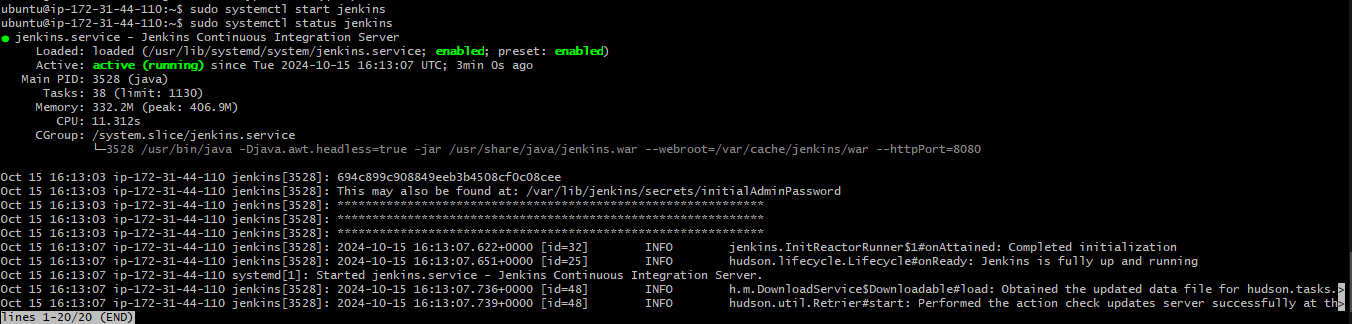 ubuntu@ip-172-31-44-110:~$ sudo systemctl start jenkins
ubuntu@ip-172-31-44-110:~$ sudo systemctl status jenkins
● jenkins.service - Jenkins Continuous Integration Server
     Loaded: loaded (/usr/lib/systemd/system/jenkins.service; enabled; preset: enabled)
     Active: active (running) since Tue 2024-10-15 16:13:07 UTC; 3min 0s ago
   Main PID: 3528 (java)
      Tasks: 38 (limit: 1130)
     Memory: 332.2M (peak: 406.9M)
        CPU: 11.312s
     CGroup: /system.slice/jenkins.service
             └─3528 /usr/bin/java -Djava.awt.headless=true -jar /usr/share/java/jenkins.war --webroot=/var/cache/jenkins/war --httpPort=8080
Oct 15 16:13:03 ip-172-31-44-110 jenkins[3528]: 694c899c908849eeb3b4508cf0c08cee
Oct 15 16:13:03 ip-172-31-44-110 jenkins[3528]: This may also be found at: /var/lib/jenkins/secrets/initialAdminPassword
Oct 15 16:13:03 ip-172-31-44-110 jenkins[3528]: *************************************************************
Oct 15 16:13:03 ip-172-31-44-110 jenkins[3528]: *************************************************************
Oct 15 16:13:03 ip-172-31-44-110 jenkins[3528]: *************************************************************
Oct 15 16:13:07 ip-172-31-44-110 jenkins[3528]: 2024-10-15 16:13:07.622+0000 [id=32]        INFO        jenkins.InitReactorRunner$1#onAttained: Completed initialization
Oct 15 16:13:07 ip-172-31-44-110 jenkins[3528]: 2024-10-15 16:13:07.651+0000 [id=25]        INFO        hudson.lifecycle.Lifecycle#onReady: Jenkins is fully up and running
Oct 15 16:13:07 ip-172-31-44-110 systemd[1]: Started jenkins.service - Jenkins Continuous Integration Server.
Oct 15 16:13:07 ip-172-31-44-110 jenkins[3528]: 2024-10-15 16:13:07.736+0000 [id=48]        INFO        h.m.DownloadService$Downloadable#load: Obtained the updated data file for hudson.tasks.>
Oct 15 16:13:07 ip-172-31-44-110 jenkins[3528]: 2024-10-15 16:13:07.739+0000 [id=48]        INFO        hudson.util.Retrier#start: Performed the action check updates server successfully at th>
lines 1-20/20 (END)